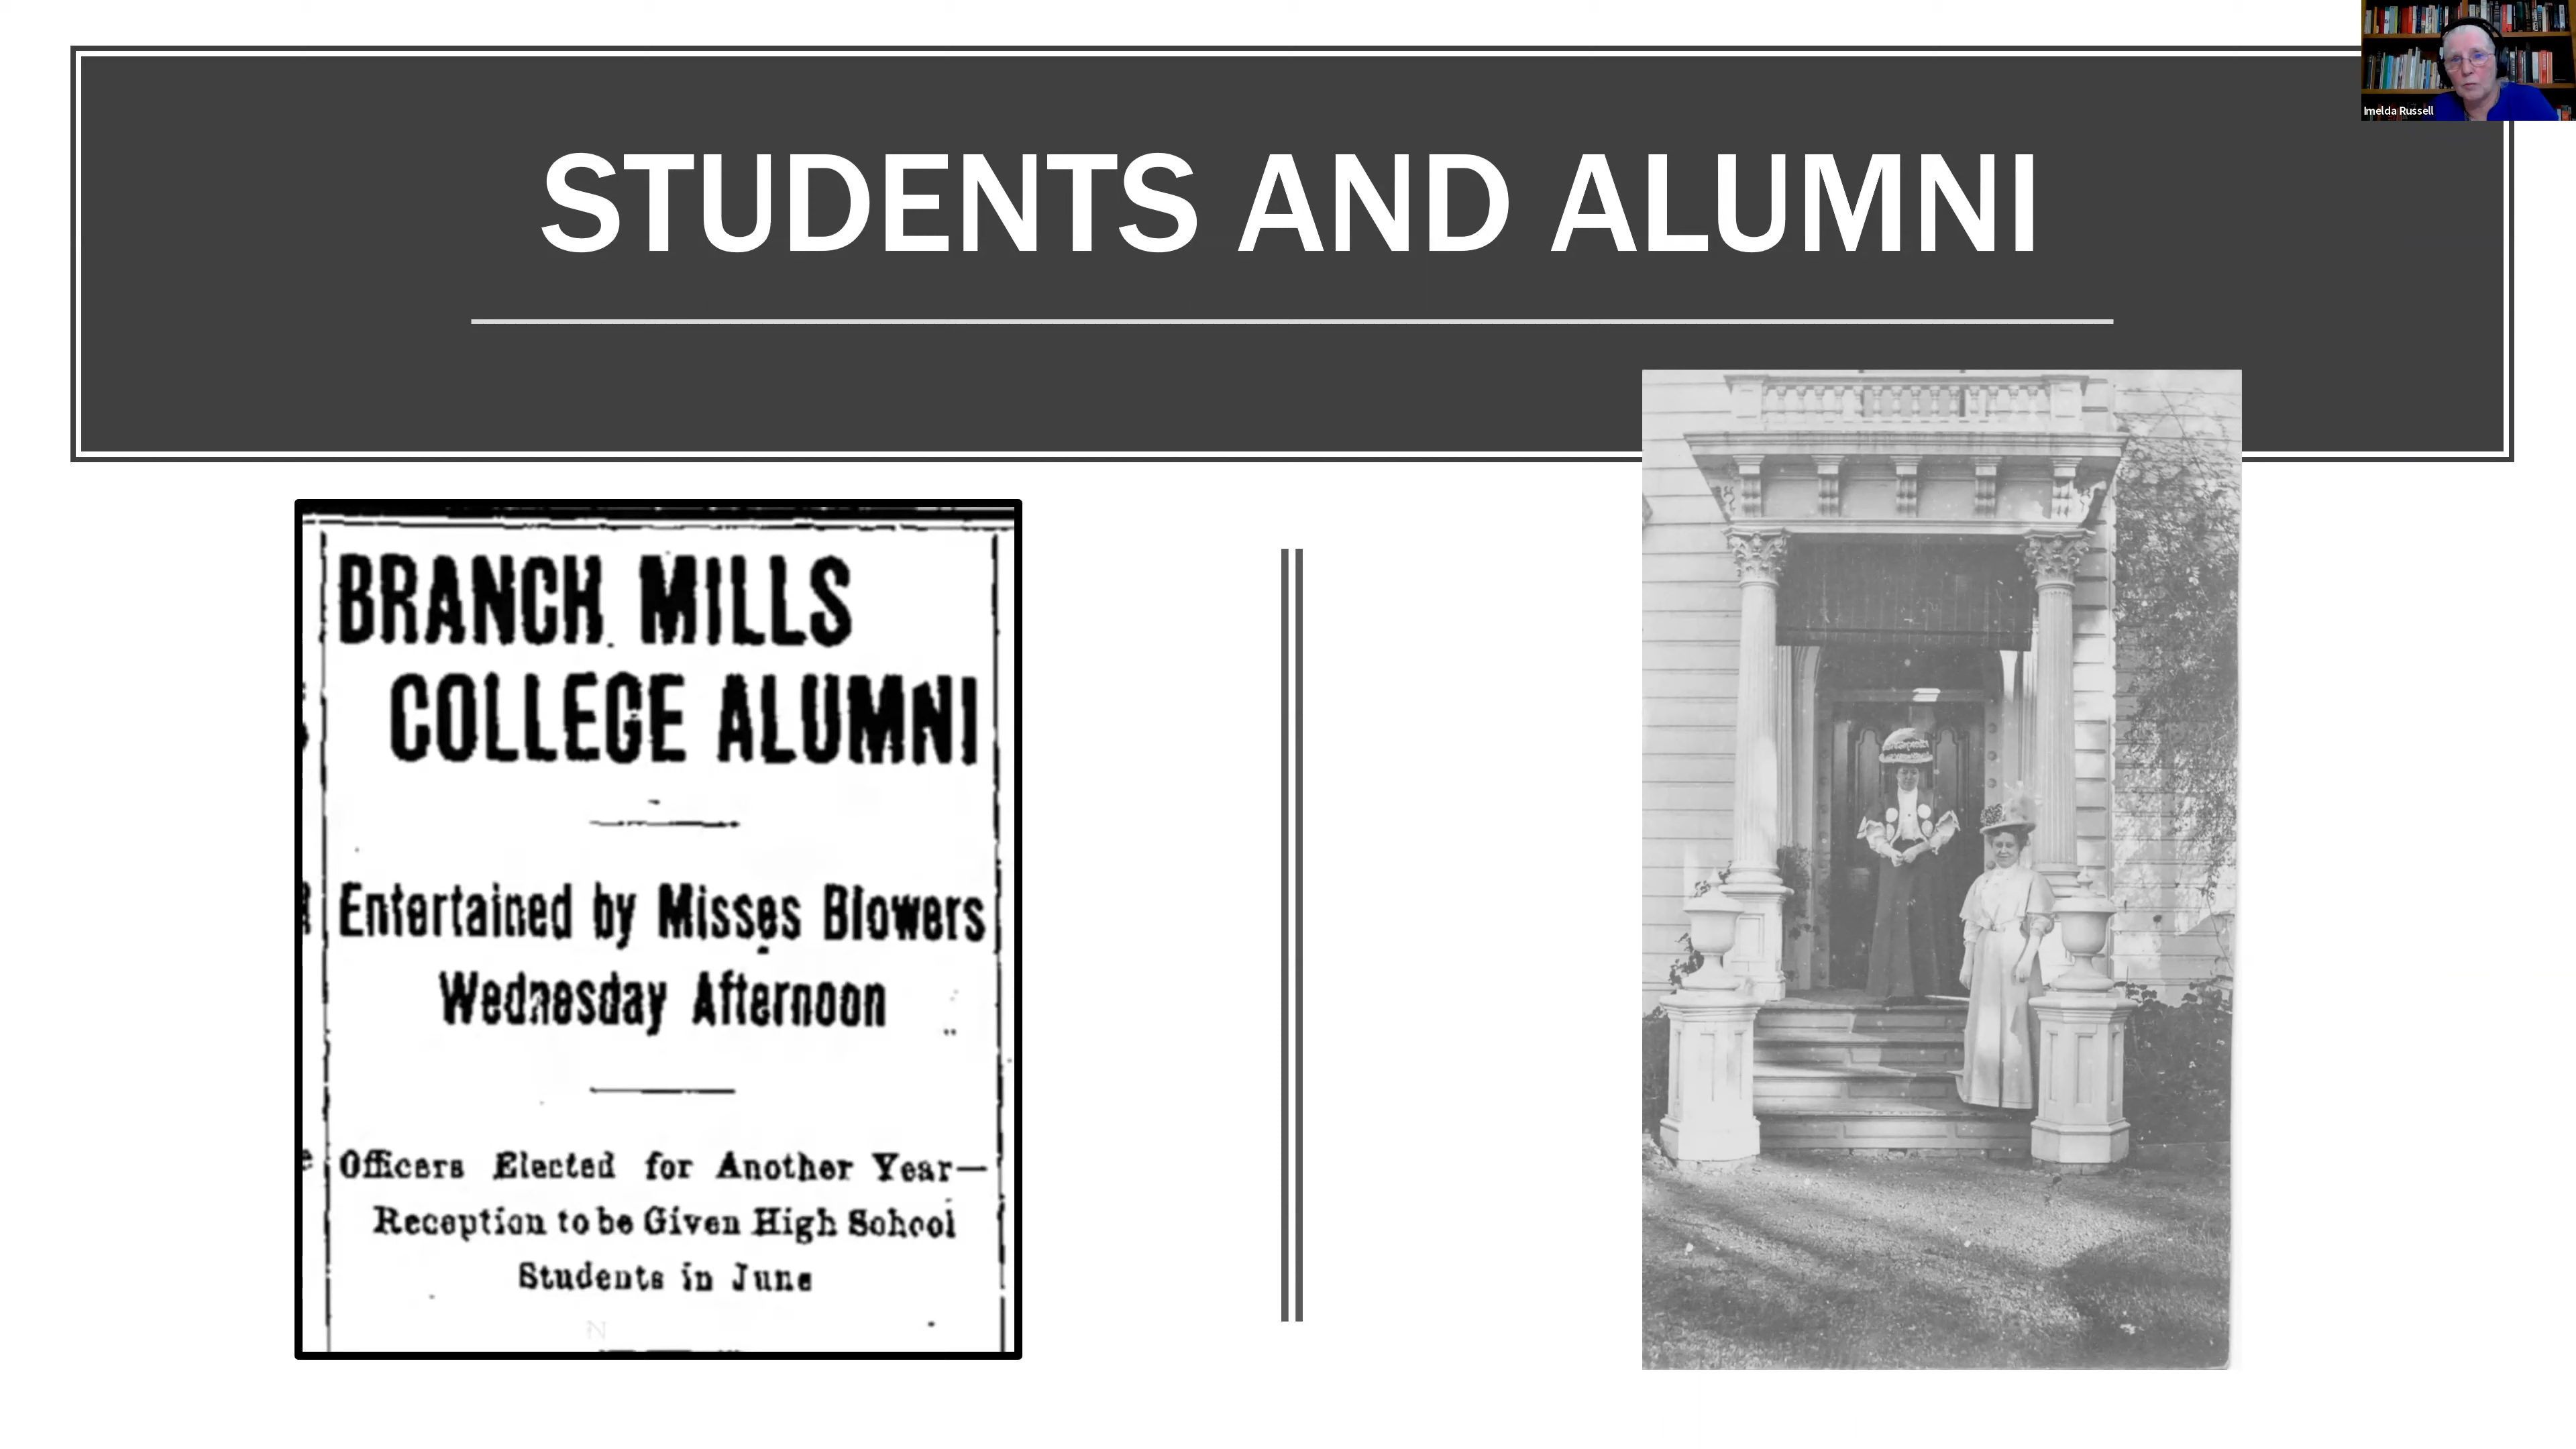 Imelda Russell
STUDENTS AND ALUMNI
BRANCH MILLS
COLLEGE ALUMNI
Entertained by Misses Blowers
Wednesday Afternoon
Officers Elected for Another Year—
Reception to be Given High School
Students in June